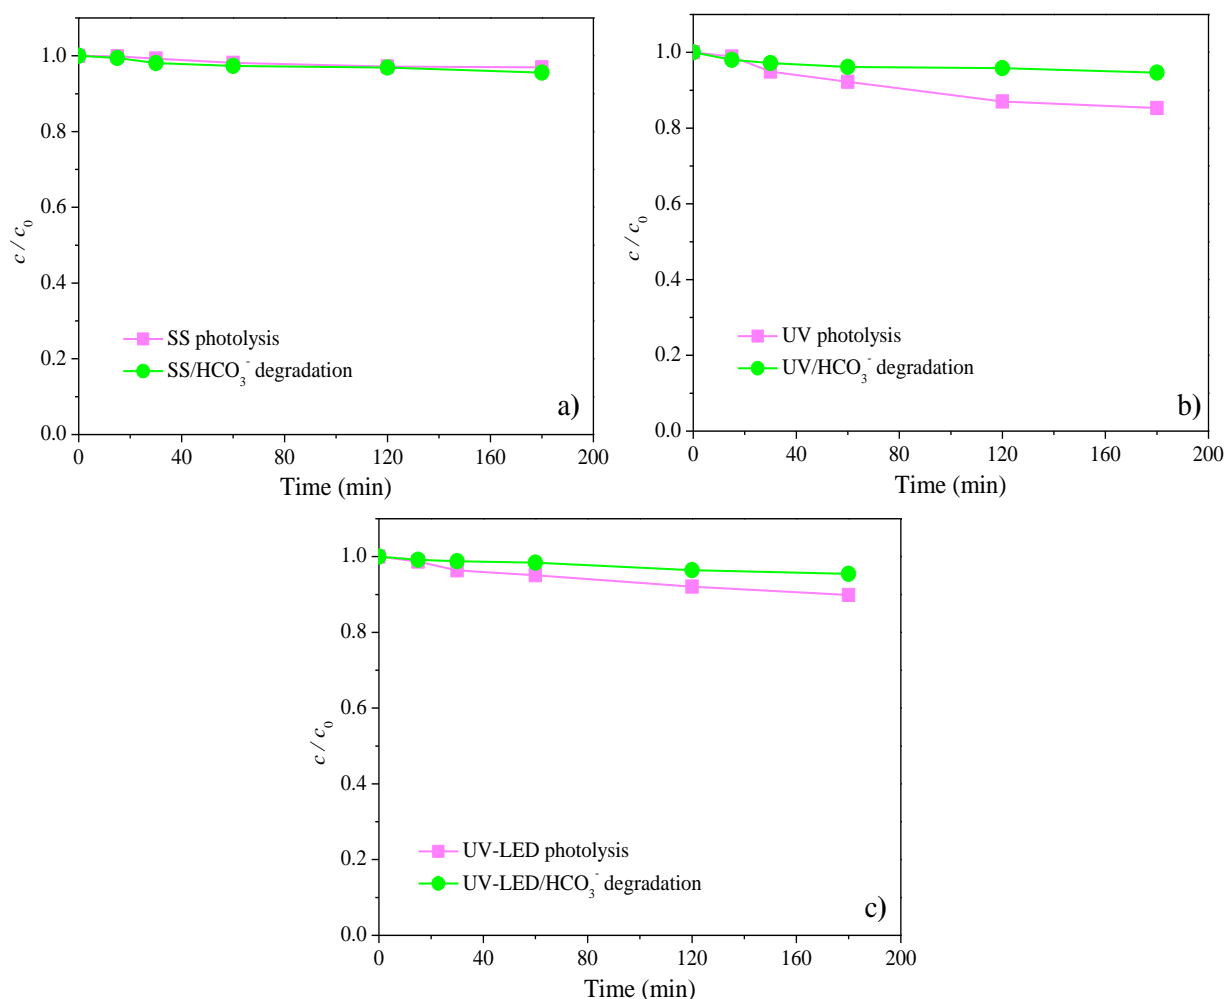 1.0
0.8
0.6
0.4
0.2
0.0
c / c₀
SS photolysis
SS/HCO₃⁻ degradation
a)
0 40 80 120 160 200
Time (min)
1.0
0.8
0.6
0.4
0.2
0.0
c / c₀
UV photolysis
UV/HCO₃⁻ degradation
b)
0 40 80 120 160 200
Time (min)
1.0
0.8
0.6
0.4
0.2
0.0
c / c₀
UV-LED photolysis
UV-LED/HCO₃⁻ degradation
c)
0 40 80 120 160 200
Time (min)